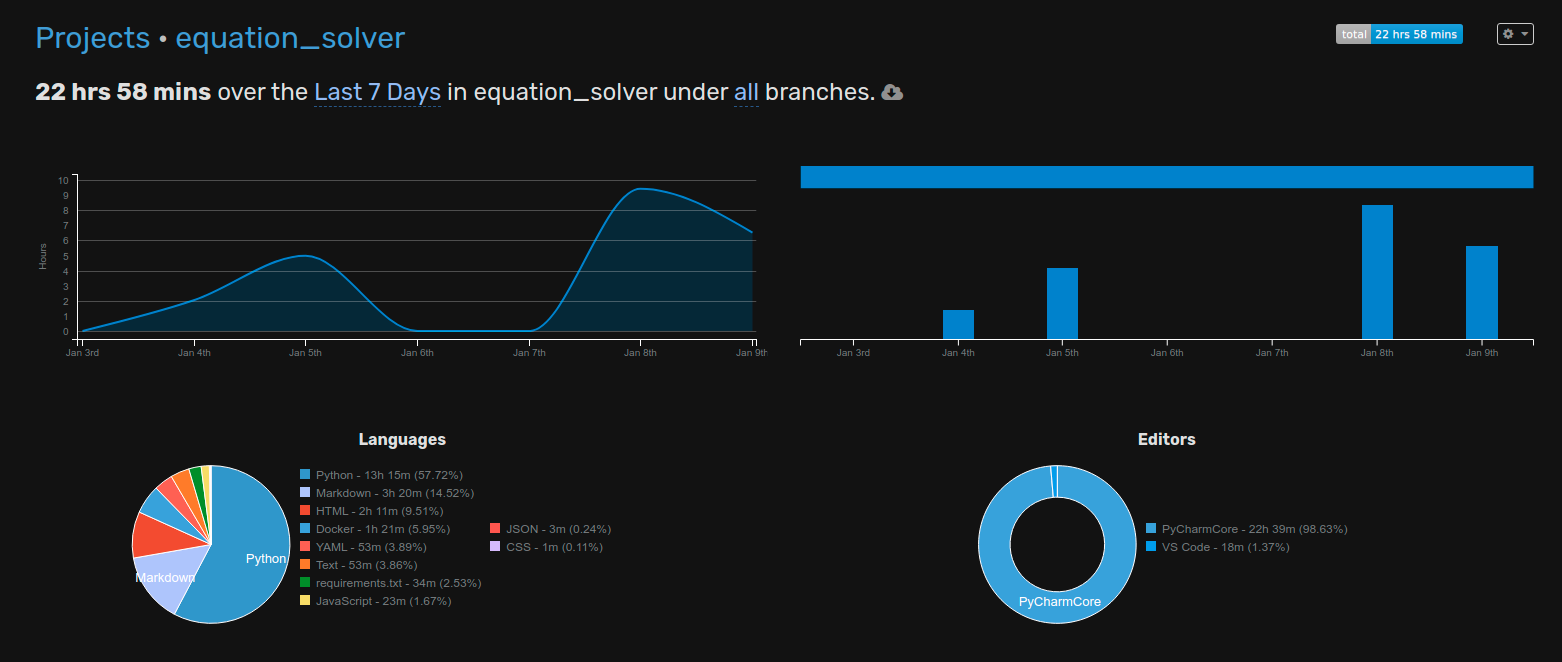 Projects • equation_solver
total 22 hrs 58 mins
22 hrs 58 mins over the Last 7 Days in equation_solver under all branches.
Hours
10
9
8
7
6
5
4
3
2
1
0
Jan 3rd Jan 4th Jan 5th Jan 6th Jan 7th Jan 8th Jan 9th
Jan 3rd Jan 4th Jan 5th Jan 6th Jan 7th Jan 8th Jan 9th
Languages
Python
Markdown
Python - 13h 15m (57.72%)
Markdown - 3h 20m (14.52%)
HTML - 2h 11m (9.51%)
Docker - 1h 21m (5.95%)
YAML - 53m (3.89%)
Text - 53m (3.86%)
requirements.txt - 34m (2.53%)
JavaScript - 23m (1.67%)
JSON - 3m (0.24%)
CSS - 1m (0.11%)
Editors
PyCharmCore
PyCharmCore - 22h 39m (98.63%)
VS Code - 18m (1.37%)